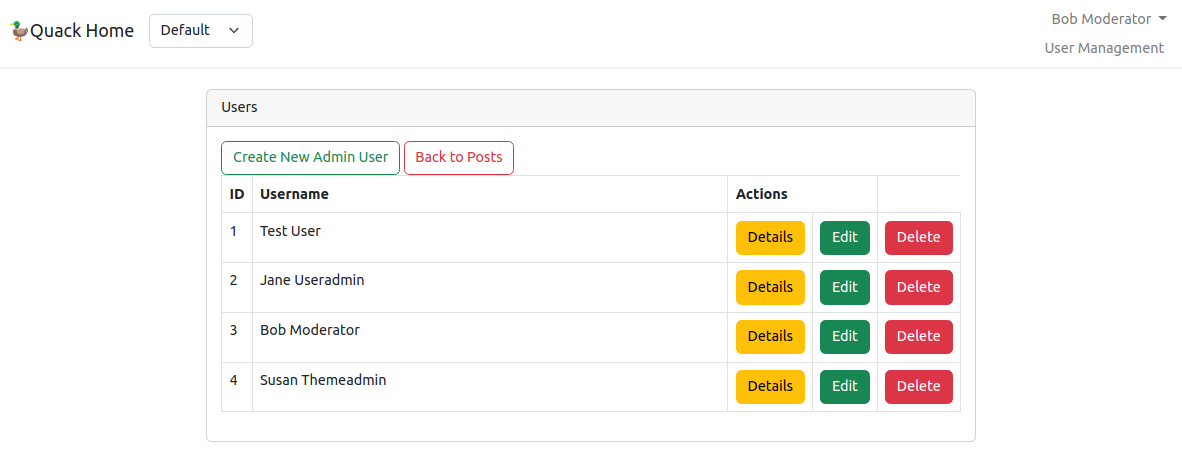 Quack Home Default Bob Moderator
User Management
Users
Create New Admin User Back to Posts
ID Username Actions
1 Test User Details Edit Delete
2 Jane Useradmin Details Edit Delete
3 Bob Moderator Details Edit Delete
4 Susan Themeadmin Details Edit Delete